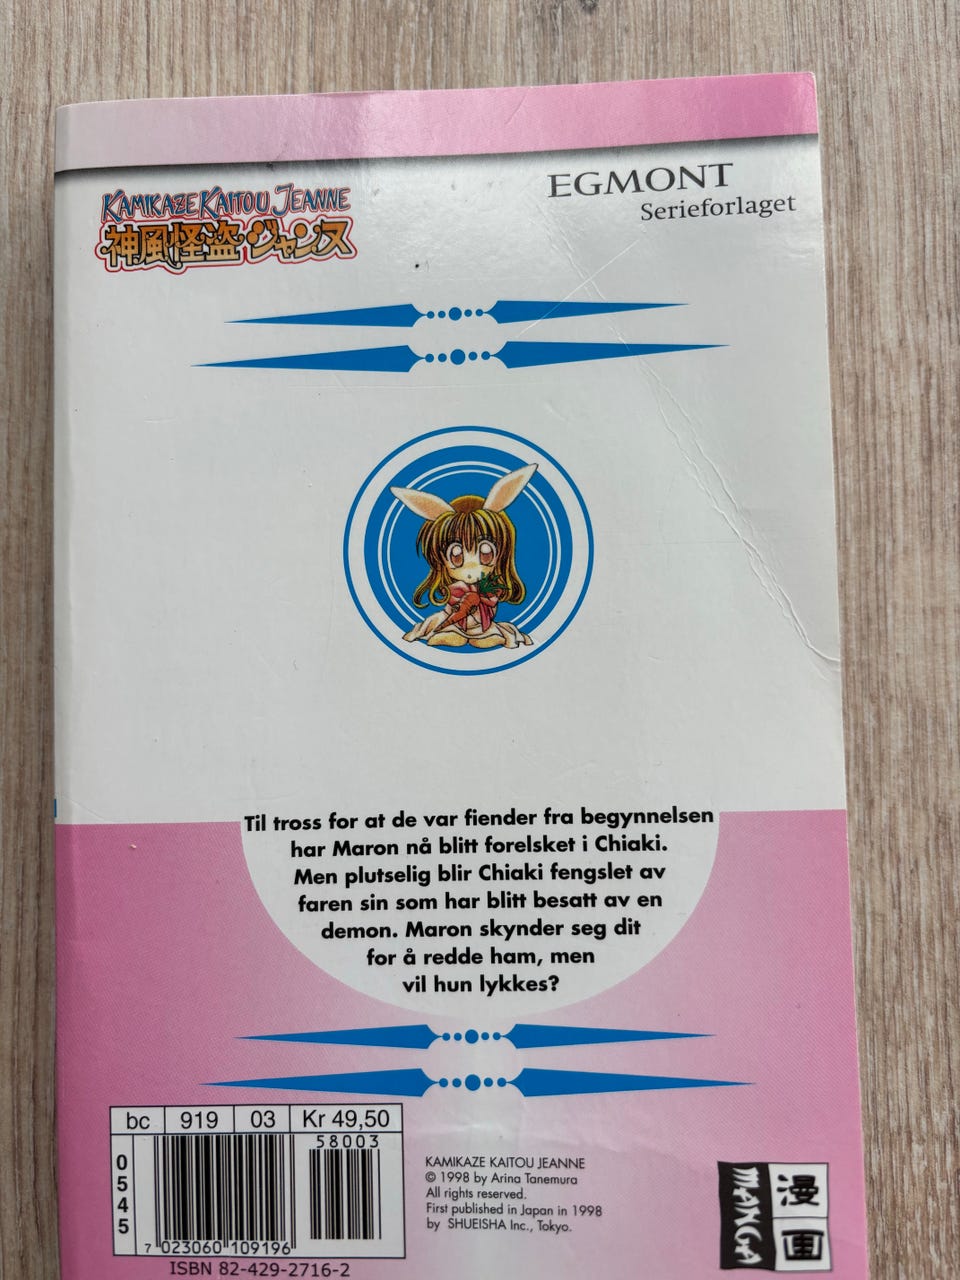 KAMIKAZE KAITOU JEANNE
神風怪盗ジャンヌ
EGMONT
Serieforlaget
Til tross for at de var fiender fra begynnelsen
har Maron nå blitt forelsket i Chiaki.
Men plutselig blir Chiaki fengslet av
faren sin som har blitt besatt av en
demon. Maron skynder seg dit
for å redde ham, men
vil hun lykkes?
bc 919 03 Kr 49,50
58003
0545
7 023060 109196
ISBN 82-429-2716-2
KAMIKAZE KAITOU JEANNE
© 1998 by Arina Tanemura
All rights reserved.
First published in Japan in 1998
by SHUEISHA Inc., Tokyo.
MANGA
漫画